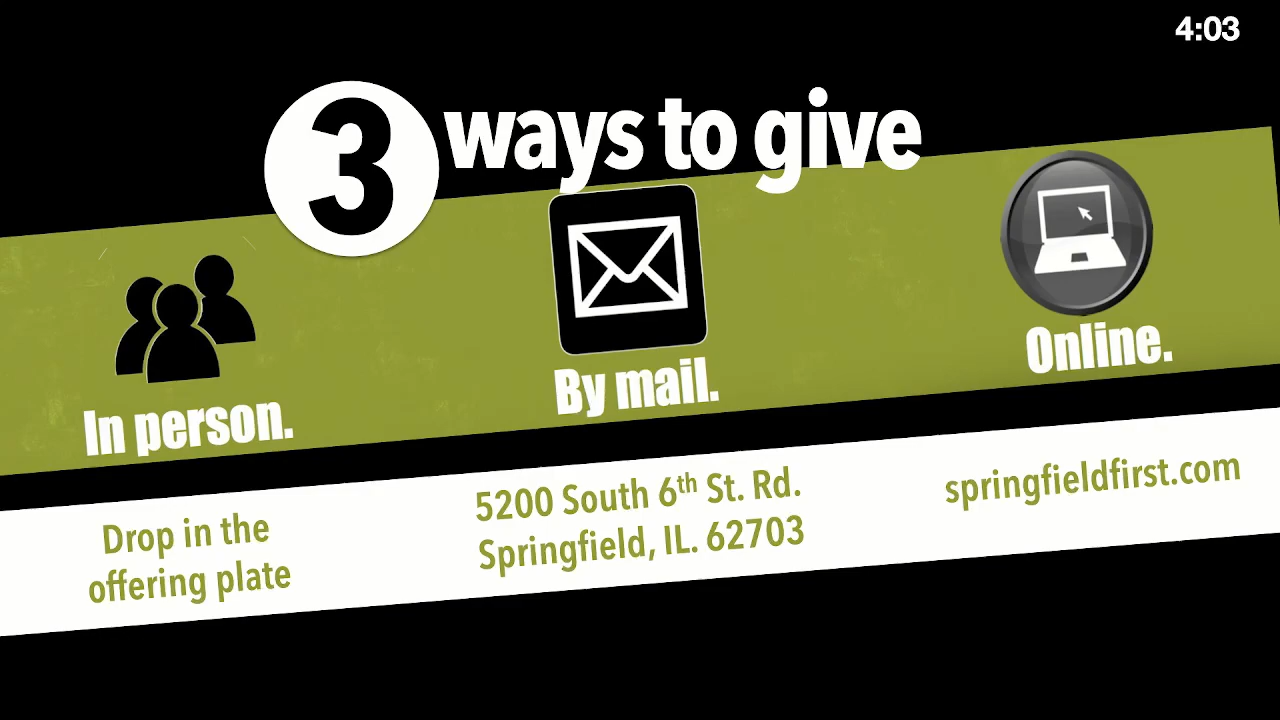 4:03
3 ways to give
In person.
By mail.
Online.
Drop in the
offering plate
5200 South 6th St. Rd.
Springfield, IL. 62703
springfieldfirst.com